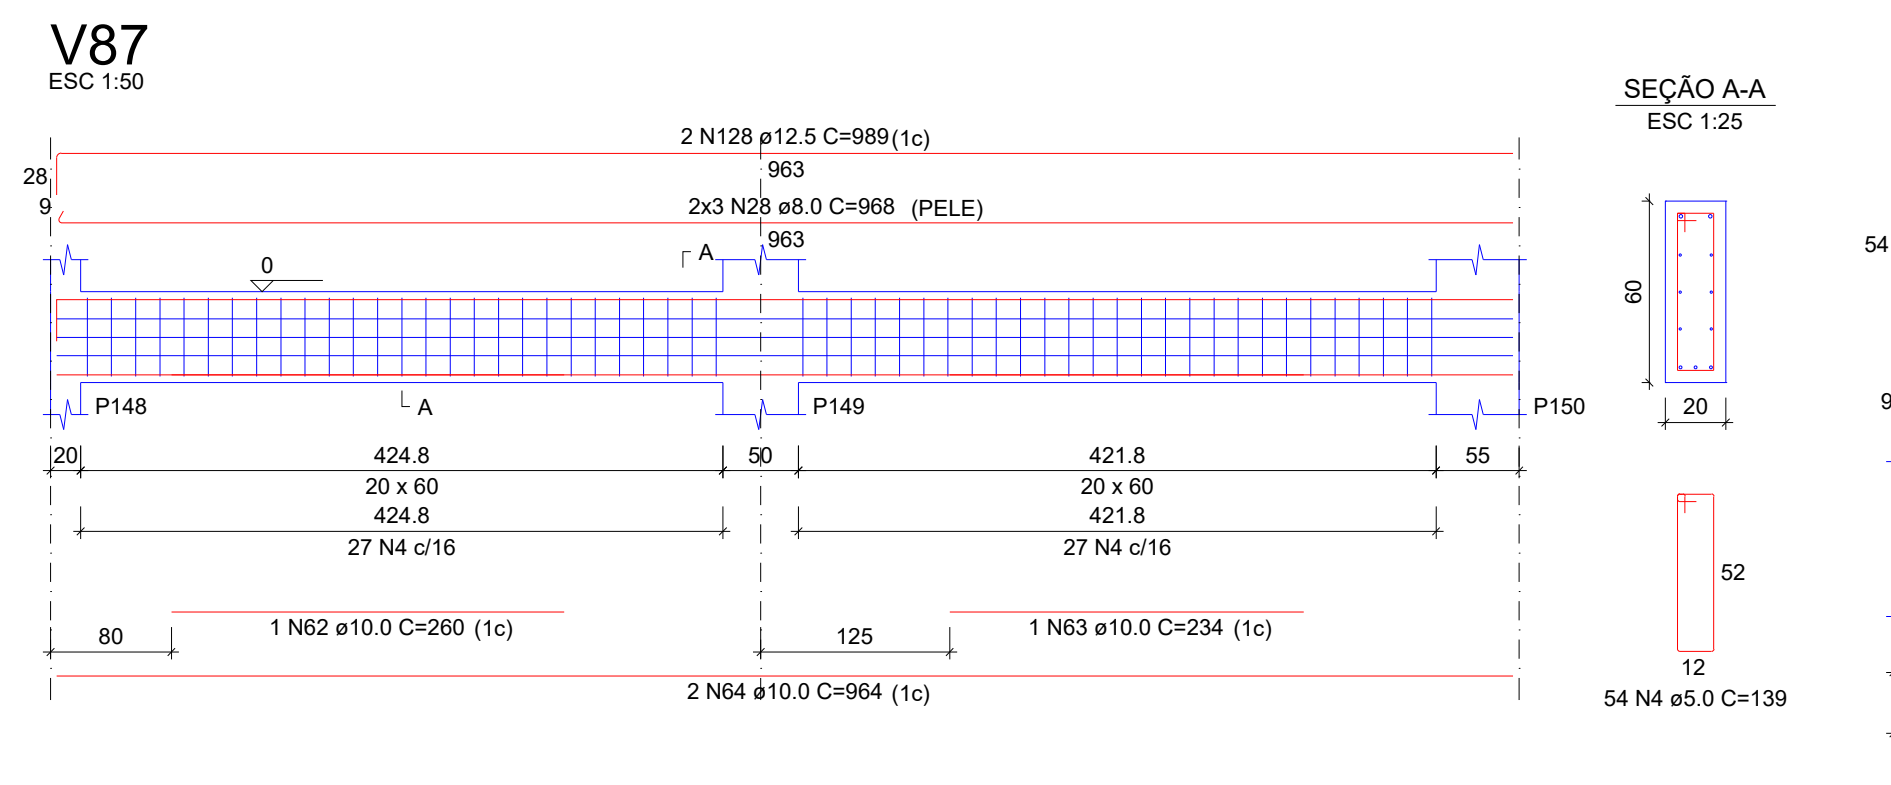 V87
ESC 1:50
SEÇÃO A-A
ESC 1:25
2 N128 ø12.5 C=989 (1c)
963
28
9
2x3 N28 ø8.0 C=968 (PELE)
963
A
0
54
60
A
P148
P149
P150
20
9
20
424.8
50
421.8
55
20 x 60
20 x 60
424.8
421.8
27 N4 c/16
27 N4 c/16
52
1 N62 ø10.0 C=260 (1c)
1 N63 ø10.0 C=234 (1c)
80
125
12
2 N64 ø10.0 C=964 (1c)
54 N4 ø5.0 C=139